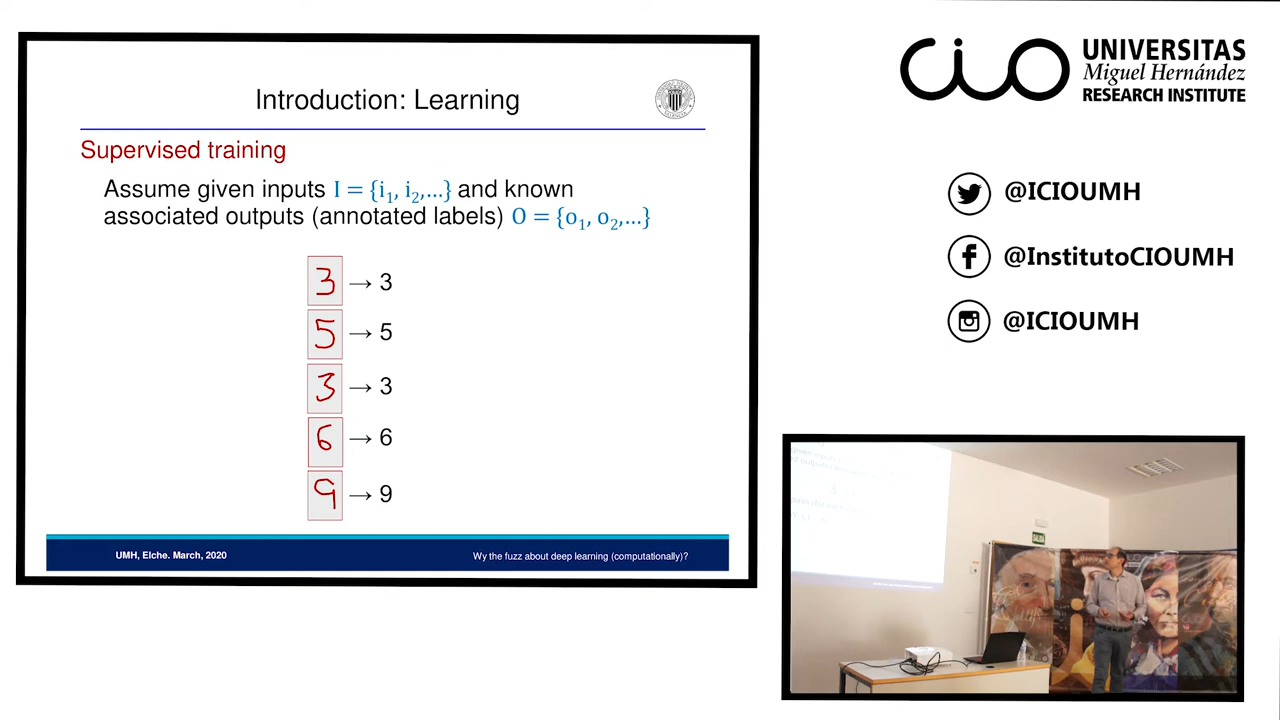 Introduction: Learning
Supervised training
Assume given inputs I = {i1, i2,...} and known
associated outputs (annotated labels) O = {o1, o2,...}
3 → 3
5 → 5
3 → 3
6 → 6
9 → 9
UMH, Elche. March, 2020
Wy the fuzz about deep learning (computationally)?
cio
UNIVERSITAS
Miguel Hernández
RESEARCH INSTITUTE
@ICIOUMH
@InstitutoCIOUMH
@ICIOUMH
SALIDA